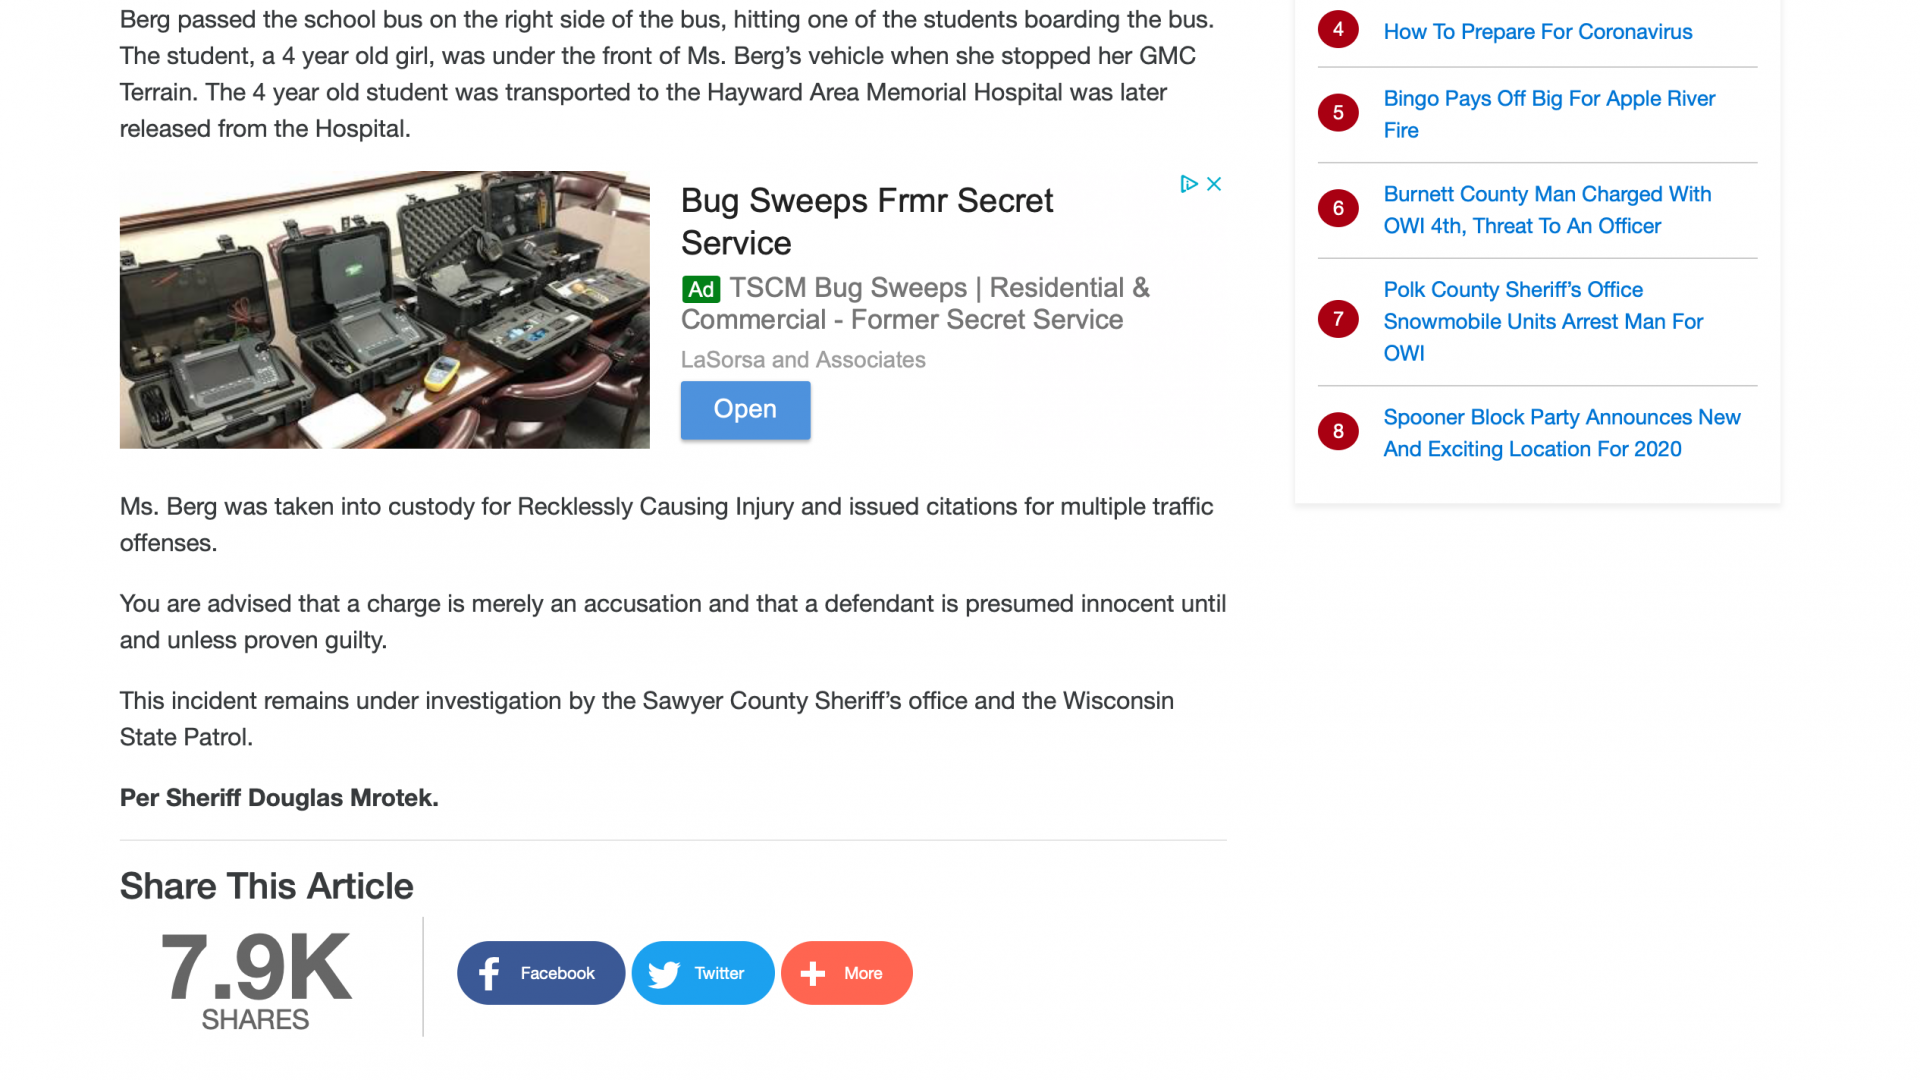 Berg passed the school bus on the right side of the bus, hitting one of the students boarding the bus.
The student, a 4 year old girl, was under the front of Ms. Berg’s vehicle when she stopped her GMC
Terrain. The 4 year old student was transported to the Hayward Area Memorial Hospital was later
released from the Hospital.
Bug Sweeps Frmr Secret
Service
Ad TSCM Bug Sweeps | Residential &
Commercial - Former Secret Service
LaSorsa and Associates
Open
Ms. Berg was taken into custody for Recklessly Causing Injury and issued citations for multiple traffic
offenses.
You are advised that a charge is merely an accusation and that a defendant is presumed innocent until
and unless proven guilty.
This incident remains under investigation by the Sawyer County Sheriff’s office and the Wisconsin
State Patrol.
Per Sheriff Douglas Mrotek.
Share This Article
7.9K
SHARES
Facebook
Twitter
More
4 How To Prepare For Coronavirus
5 Bingo Pays Off Big For Apple River
Fire
6 Burnett County Man Charged With
OWI 4th, Threat To An Officer
7 Polk County Sheriff’s Office
Snowmobile Units Arrest Man For
OWI
8 Spooner Block Party Announces New
And Exciting Location For 2020